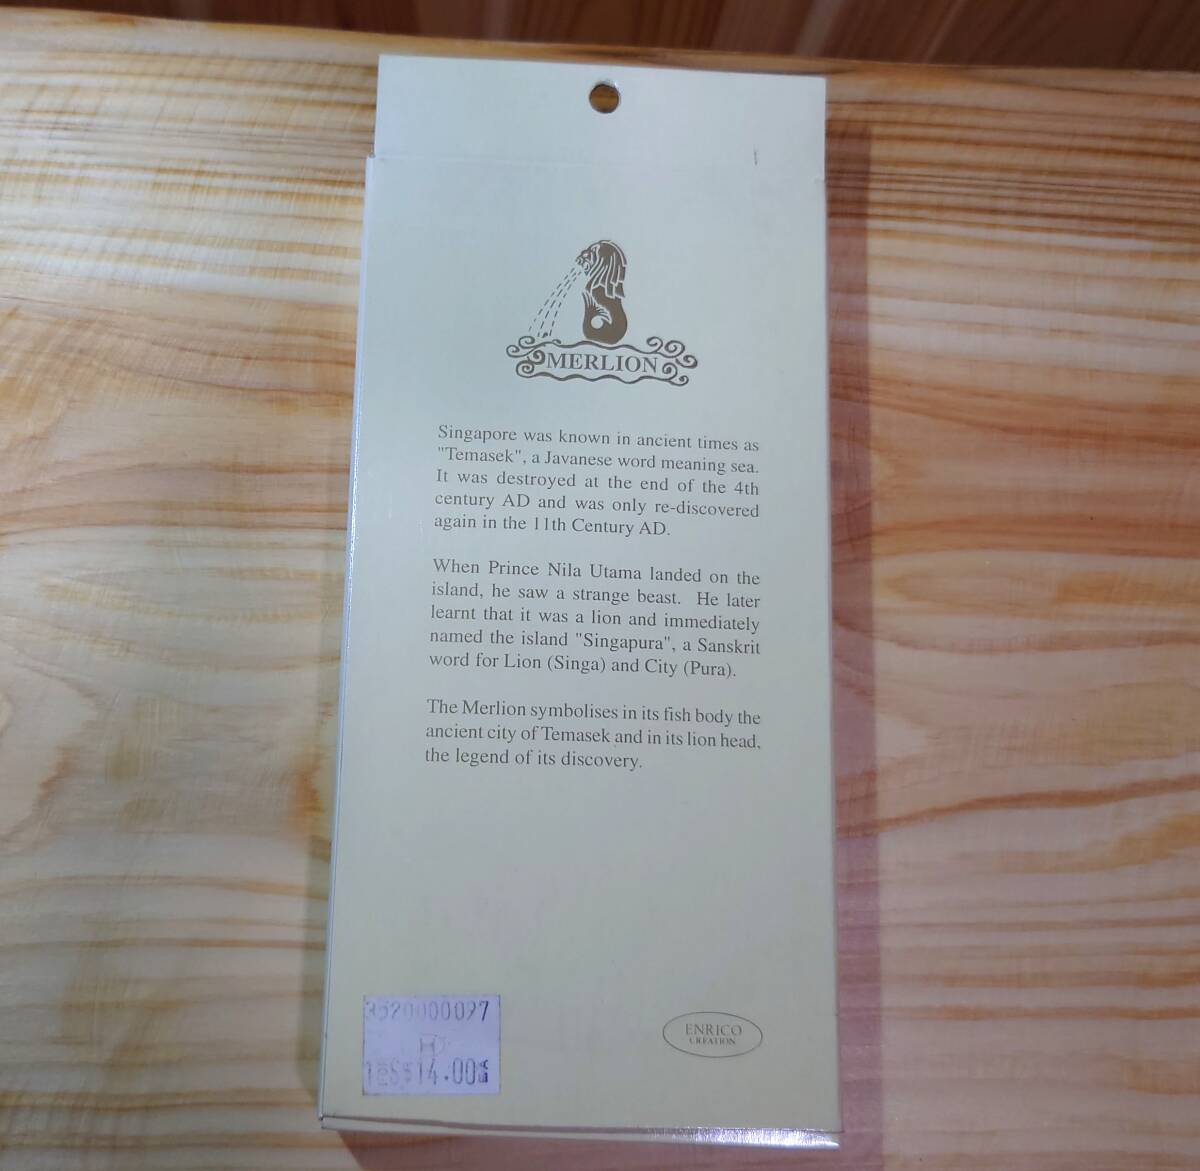 MERLION
Singapore was known in ancient times as
"Temasek", a Javanese word meaning sea.
It was destroyed at the end of the 4th
century AD and was only re-discovered
again in the 11th Century AD.
When Prince Nila Utama landed on the
island, he saw a strange beast. He later
learnt that it was a lion and immediately
named the island "Singapura", a Sanskrit
word for Lion (Singa) and City (Pura).
The Merlion symbolises in its fish body the
ancient city of Temasek and in its lion head,
the legend of its discovery.
ENRICO
CREATION
S$14.00